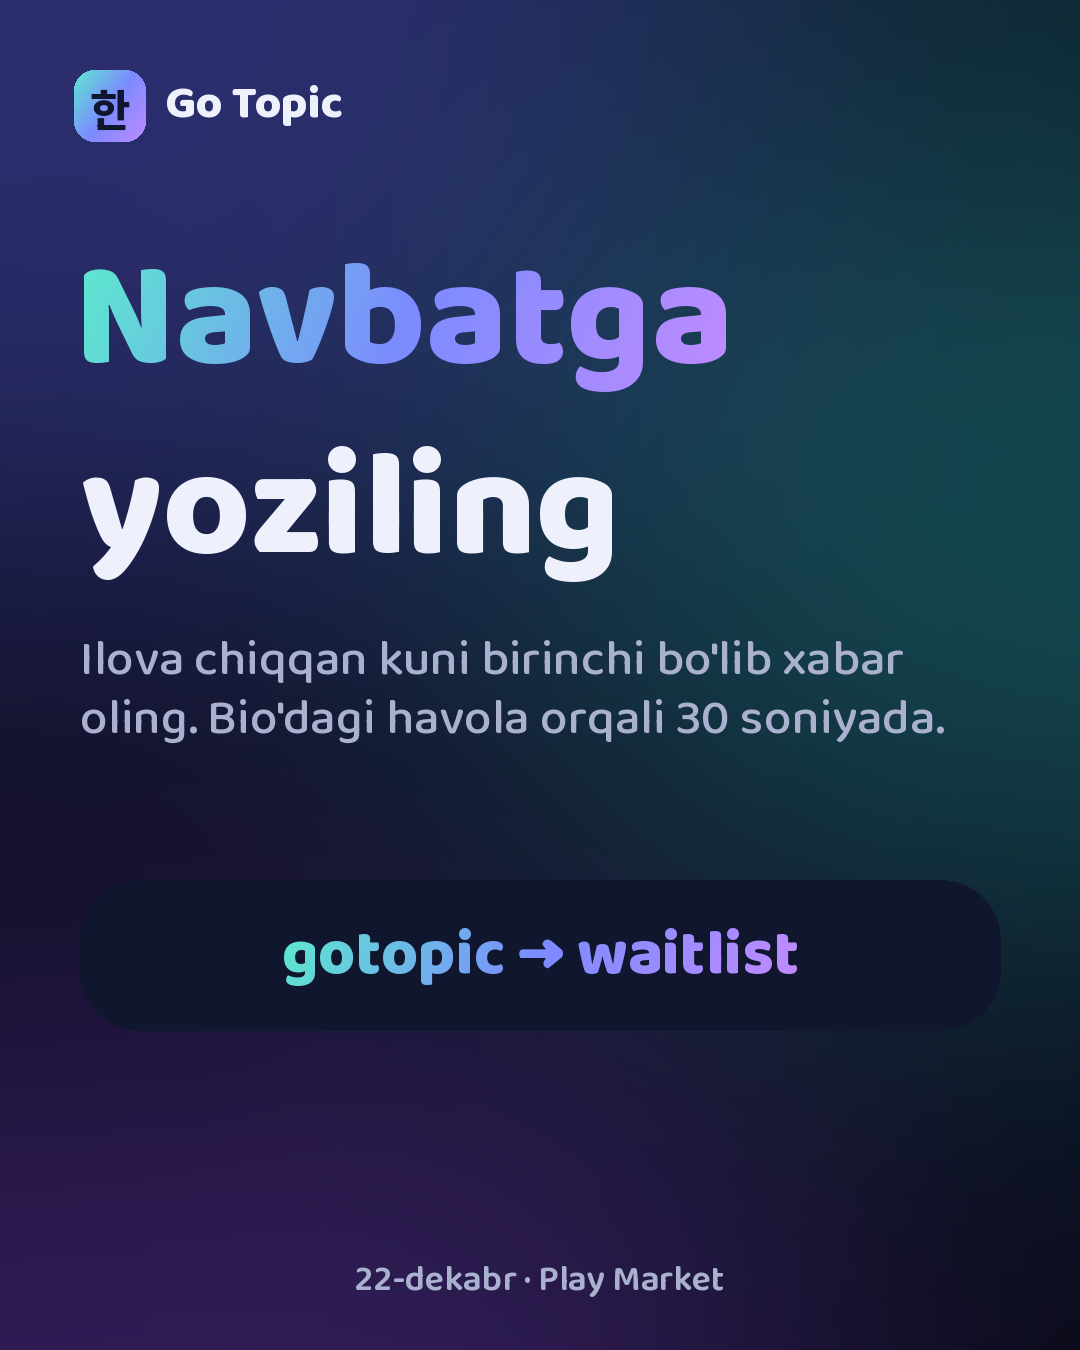 한 Go Topic
Navbatga
yoziling
Ilova chiqqan kuni birinchi bo'lib xabar
oling. Bio'dagi havola orqali 30 soniyada.
gotopic → waitlist
22-dekabr · Play Market